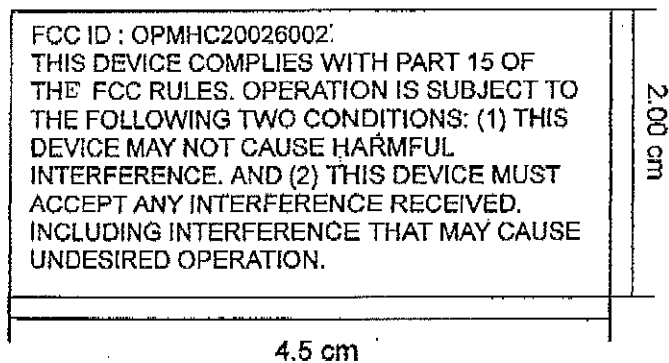 FCC ID : OPMHC20026002
THIS DEVICE COMPLIES WITH PART 15 OF
THE FCC RULES. OPERATION IS SUBJECT TO
THE FOLLOWING TWO CONDITIONS: (1) THIS
DEVICE MAY NOT CAUSE HARMFUL
INTERFERENCE. AND (2) THIS DEVICE MUST
ACCEPT ANY INTERFERENCE RECEIVED.
INCLUDING INTERFERENCE THAT MAY CAUSE
UNDESIRED OPERATION.
2.00 cm
4.5 cm